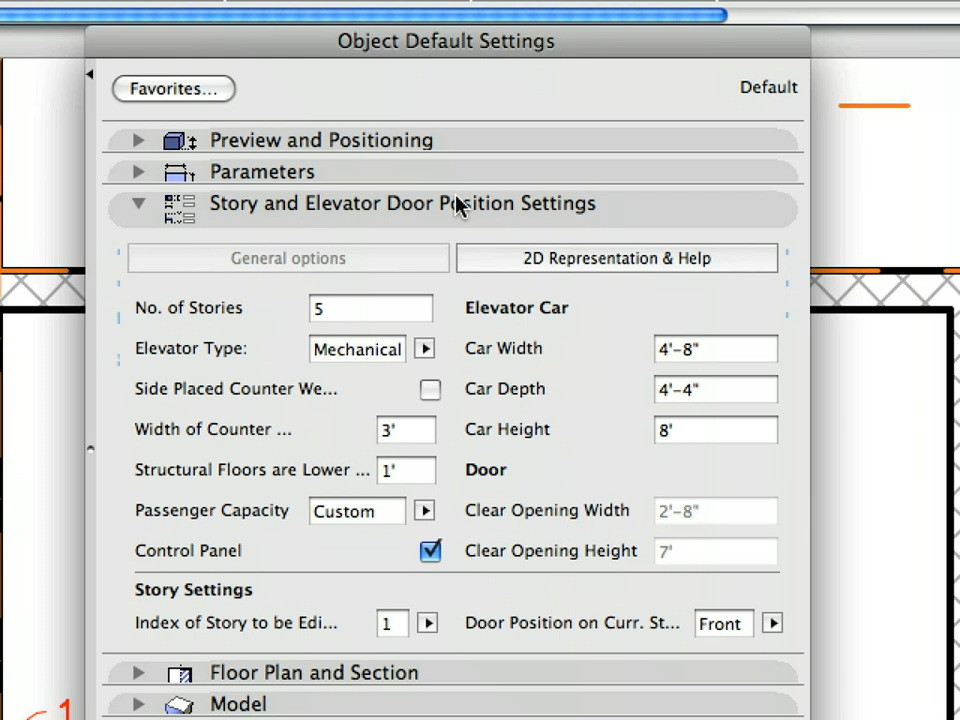 Object Default Settings
Favorites...
Default
Preview and Positioning
Parameters
Story and Elevator Door Position Settings
General options
2D Representation & Help
No. of Stories
5
Elevator Car
Elevator Type:
Mechanical
Car Width
4'-8"
Side Placed Counter We...
Car Depth
4'-4"
Width of Counter ...
3'
Car Height
8'
Structural Floors are Lower ...
1'
Door
Passenger Capacity
Custom
Clear Opening Width
2'-8"
Control Panel
Clear Opening Height
7'
Story Settings
Index of Story to be Edi...
1
Door Position on Curr. St...
Front
Floor Plan and Section
Model
1